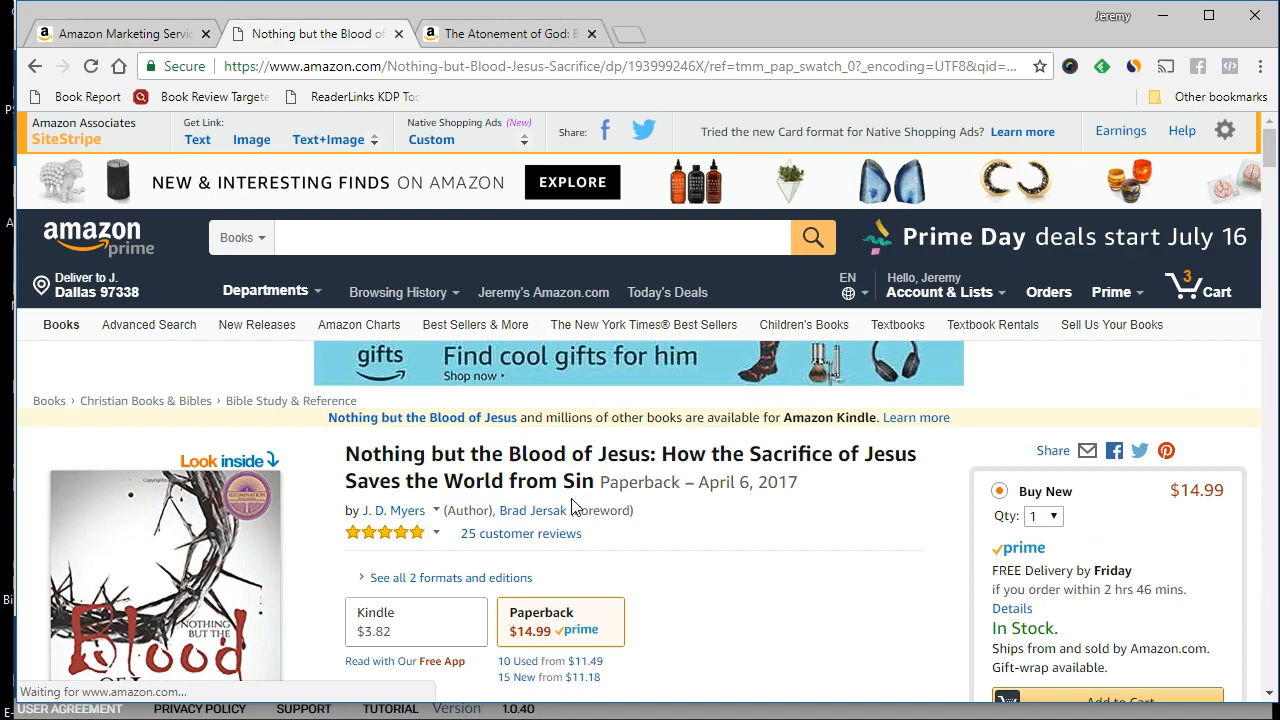 Jeremy
Amazon Marketing Servic
Nothing but the Blood of
The Atonement of God: B
Secure
https://www.amazon.com/Nothing-but-Blood-Jesus-Sacrifice/dp/193999246X/ref=tmm_pap_swatch_0?_encoding=UTF8&qid=...
Book Report
Book Review Targete
ReaderLinks KDP Toc
Other bookmarks
Amazon Associates
SiteStripe
Get Link:
Text
Image
Text+Image
Native Shopping Ads (New)
Custom
Share:
Tried the new Card format for Native Shopping Ads? Learn more
Earnings
Help
NEW & INTERESTING FINDS ON AMAZON
EXPLORE
amazon
prime
Books
Prime Day deals start July 16
Deliver to J.
Dallas 97338
Departments
Browsing History
Jeremy's Amazon.com
Today's Deals
EN
Hello, Jeremy
Account & Lists
Orders
Prime
3
Cart
Books
Advanced Search
New Releases
Amazon Charts
Best Sellers & More
The New York Times® Best Sellers
Children's Books
Textbooks
Textbook Rentals
Sell Us Your Books
gifts
Find cool gifts for him
Shop now
Books › Christian Books & Bibles › Bible Study & Reference
Nothing but the Blood of Jesus and millions of other books are available for Amazon Kindle. Learn more
Look inside
Nothing but the Blood of Jesus: How the Sacrifice of Jesus
Saves the World from Sin Paperback – April 6, 2017
by J. D. Myers (Author), Brad Jersak oreword)
25 customer reviews
See all 2 formats and editions
Kindle
$3.82
Paperback
$14.99 prime
Read with Our Free App
10 Used from $11.49
15 New from $11.18
Share
Buy New
$14.99
Qty: 1
prime
FREE Delivery by Friday
if you order within 2 hrs 46 mins.
Details
In Stock.
Ships from and sold by Amazon.com.
Gift-wrap available.
Add to Cart
ILLUMINATION
NOTHING
BUT THE
Blood
Waiting for www.amazon.com...
USER AGREEMENT
PRIVACY POLICY
SUPPORT
TUTORIAL
Version
1.0.40